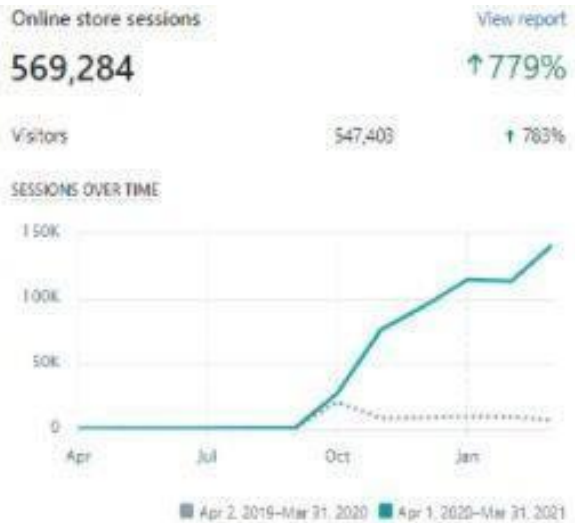 Online store sessions View report
569,284 ↑779%
Visitors 547,403 ↑ 783%
SESSIONS OVER TIME
150K
100K
50K
0
Apr Jul Oct Jan
Apr 2, 2019–Mar 31, 2020 Apr 1, 2020–Mar 31, 2021